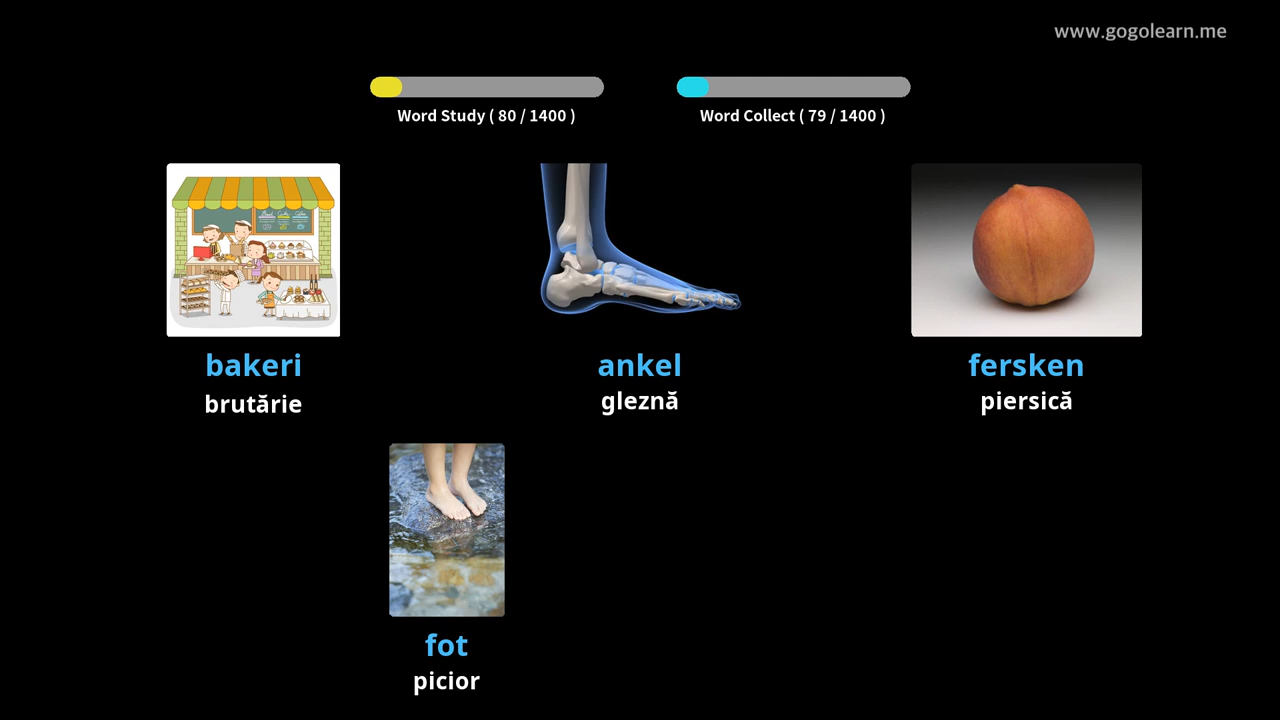 www.gogolearn.me
Word Study ( 80 / 1400 )
Word Collect ( 79 / 1400 )
bakeri
brutărie
ankel
gleznă
fersken
piersică
fot
picior